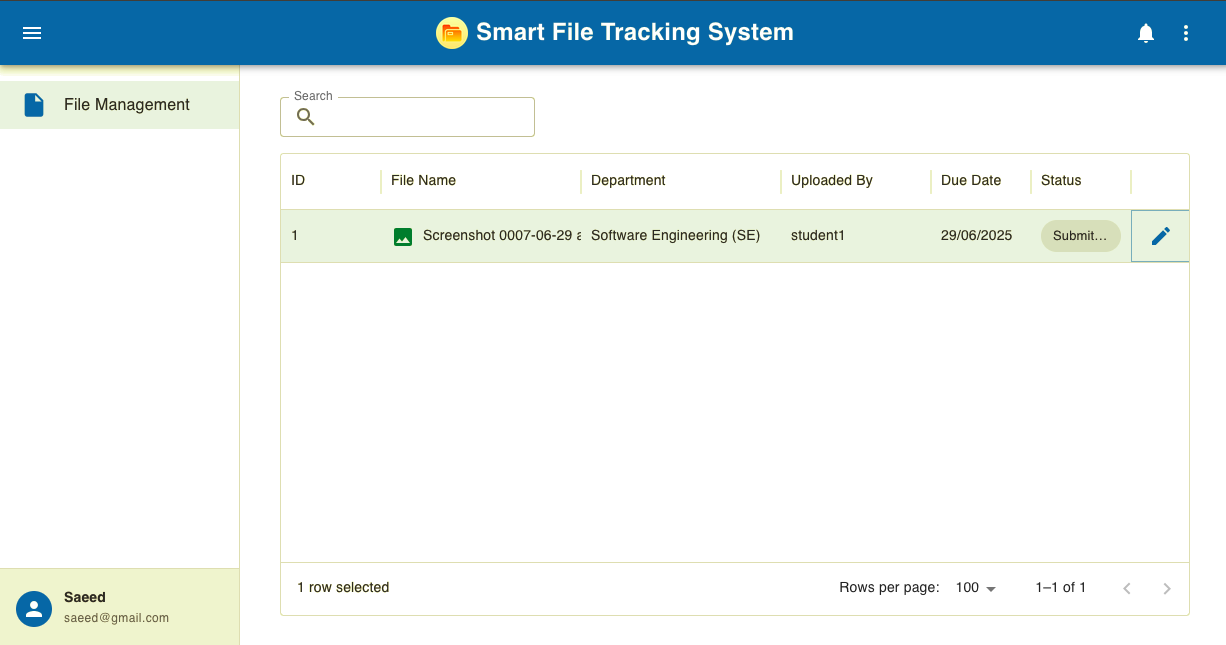 Smart File Tracking System
File Management
Search
ID File Name Department Uploaded By Due Date Status
1 Screenshot 0007-06-29 Software Engineering (SE) student1 29/06/2025 Submit...
1 row selected Rows per page: 100 1–1 of 1
Saeed
saeed@gmail.com